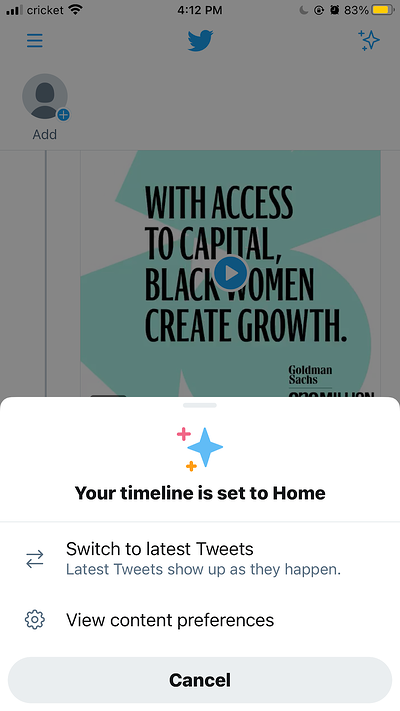 cricket 4:12 PM 83%
Add
WITH ACCESS
TO CAPITAL,
BLACK WOMEN
CREATE GROWTH.
Goldman
Sachs
Your timeline is set to Home
Switch to latest Tweets
Latest Tweets show up as they happen.
View content preferences
Cancel